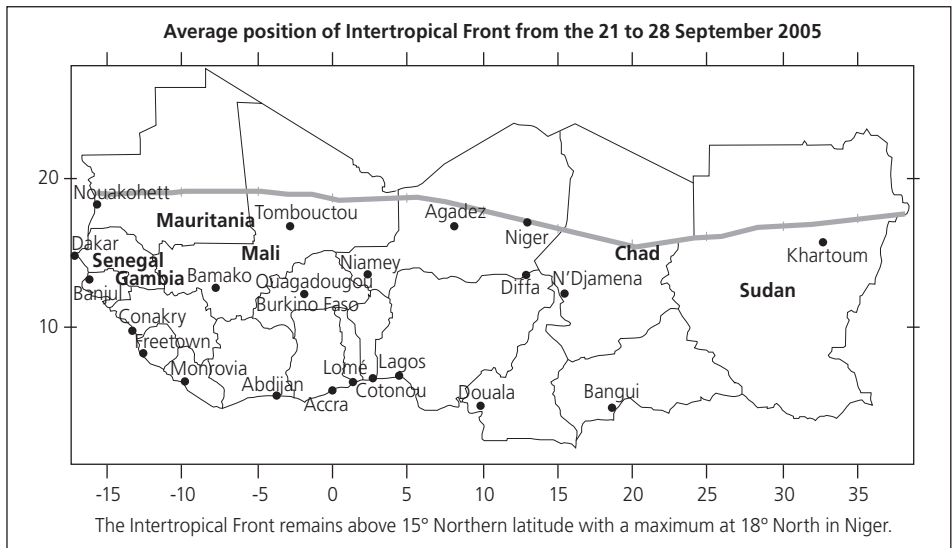 Average position of Intertropical Front from the 21 to 28 September 2005
20
10
Nouakohett
Mauritania
Tombouctou
Agadez
Niger
Chad
Khartoum
Dakar
Senegal
Mali
Gambia
Banjul
Bamako
Ouagadougou
Niamey
Burkino Faso
Diffa
N'Djamena
Sudan
Conakry
Freetown
Monrovia
Abdijan
Lomé
Lagos
Accra
Cotonou
Douala
Bangui
-15 -10 -5 0 5 10 15 20 25 30 35
The Intertropical Front remains above 15º Northern latitude with a maximum at 18º North in Niger.